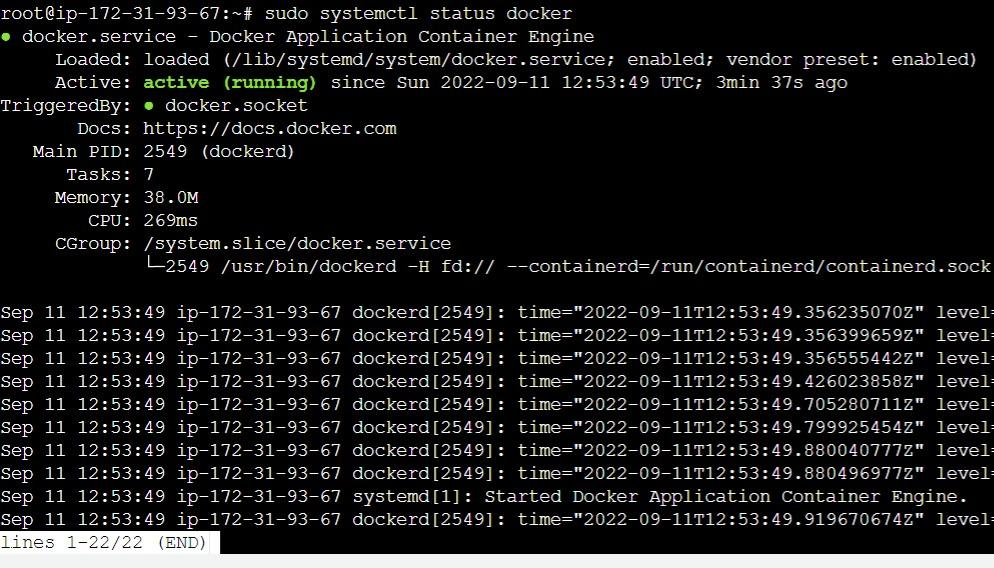 root@ip-172-31-93-67:~# sudo systemctl status docker
● docker.service - Docker Application Container Engine
Loaded: loaded (/lib/systemd/system/docker.service; enabled; vendor preset: enabled)
Active: active (running) since Sun 2022-09-11 12:53:49 UTC; 3min 37s ago
TriggeredBy: ● docker.socket
Docs: https://docs.docker.com
Main PID: 2549 (dockerd)
Tasks: 7
Memory: 38.0M
CPU: 269ms
CGroup: /system.slice/docker.service
└─2549 /usr/bin/dockerd -H fd:// --containerd=/run/containerd/containerd.sock
Sep 11 12:53:49 ip-172-31-93-67 dockerd[2549]: time="2022-09-11T12:53:49.356235070Z" level=
Sep 11 12:53:49 ip-172-31-93-67 dockerd[2549]: time="2022-09-11T12:53:49.356399659Z" level=
Sep 11 12:53:49 ip-172-31-93-67 dockerd[2549]: time="2022-09-11T12:53:49.356555442Z" level=
Sep 11 12:53:49 ip-172-31-93-67 dockerd[2549]: time="2022-09-11T12:53:49.426023858Z" level=
Sep 11 12:53:49 ip-172-31-93-67 dockerd[2549]: time="2022-09-11T12:53:49.705280711Z" level=
Sep 11 12:53:49 ip-172-31-93-67 dockerd[2549]: time="2022-09-11T12:53:49.799925454Z" level=
Sep 11 12:53:49 ip-172-31-93-67 dockerd[2549]: time="2022-09-11T12:53:49.880040777Z" level=
Sep 11 12:53:49 ip-172-31-93-67 dockerd[2549]: time="2022-09-11T12:53:49.880496977Z" level=
Sep 11 12:53:49 ip-172-31-93-67 systemd[1]: Started Docker Application Container Engine.
Sep 11 12:53:49 ip-172-31-93-67 dockerd[2549]: time="2022-09-11T12:53:49.919670674Z" level=
lines 1-22/22 (END)